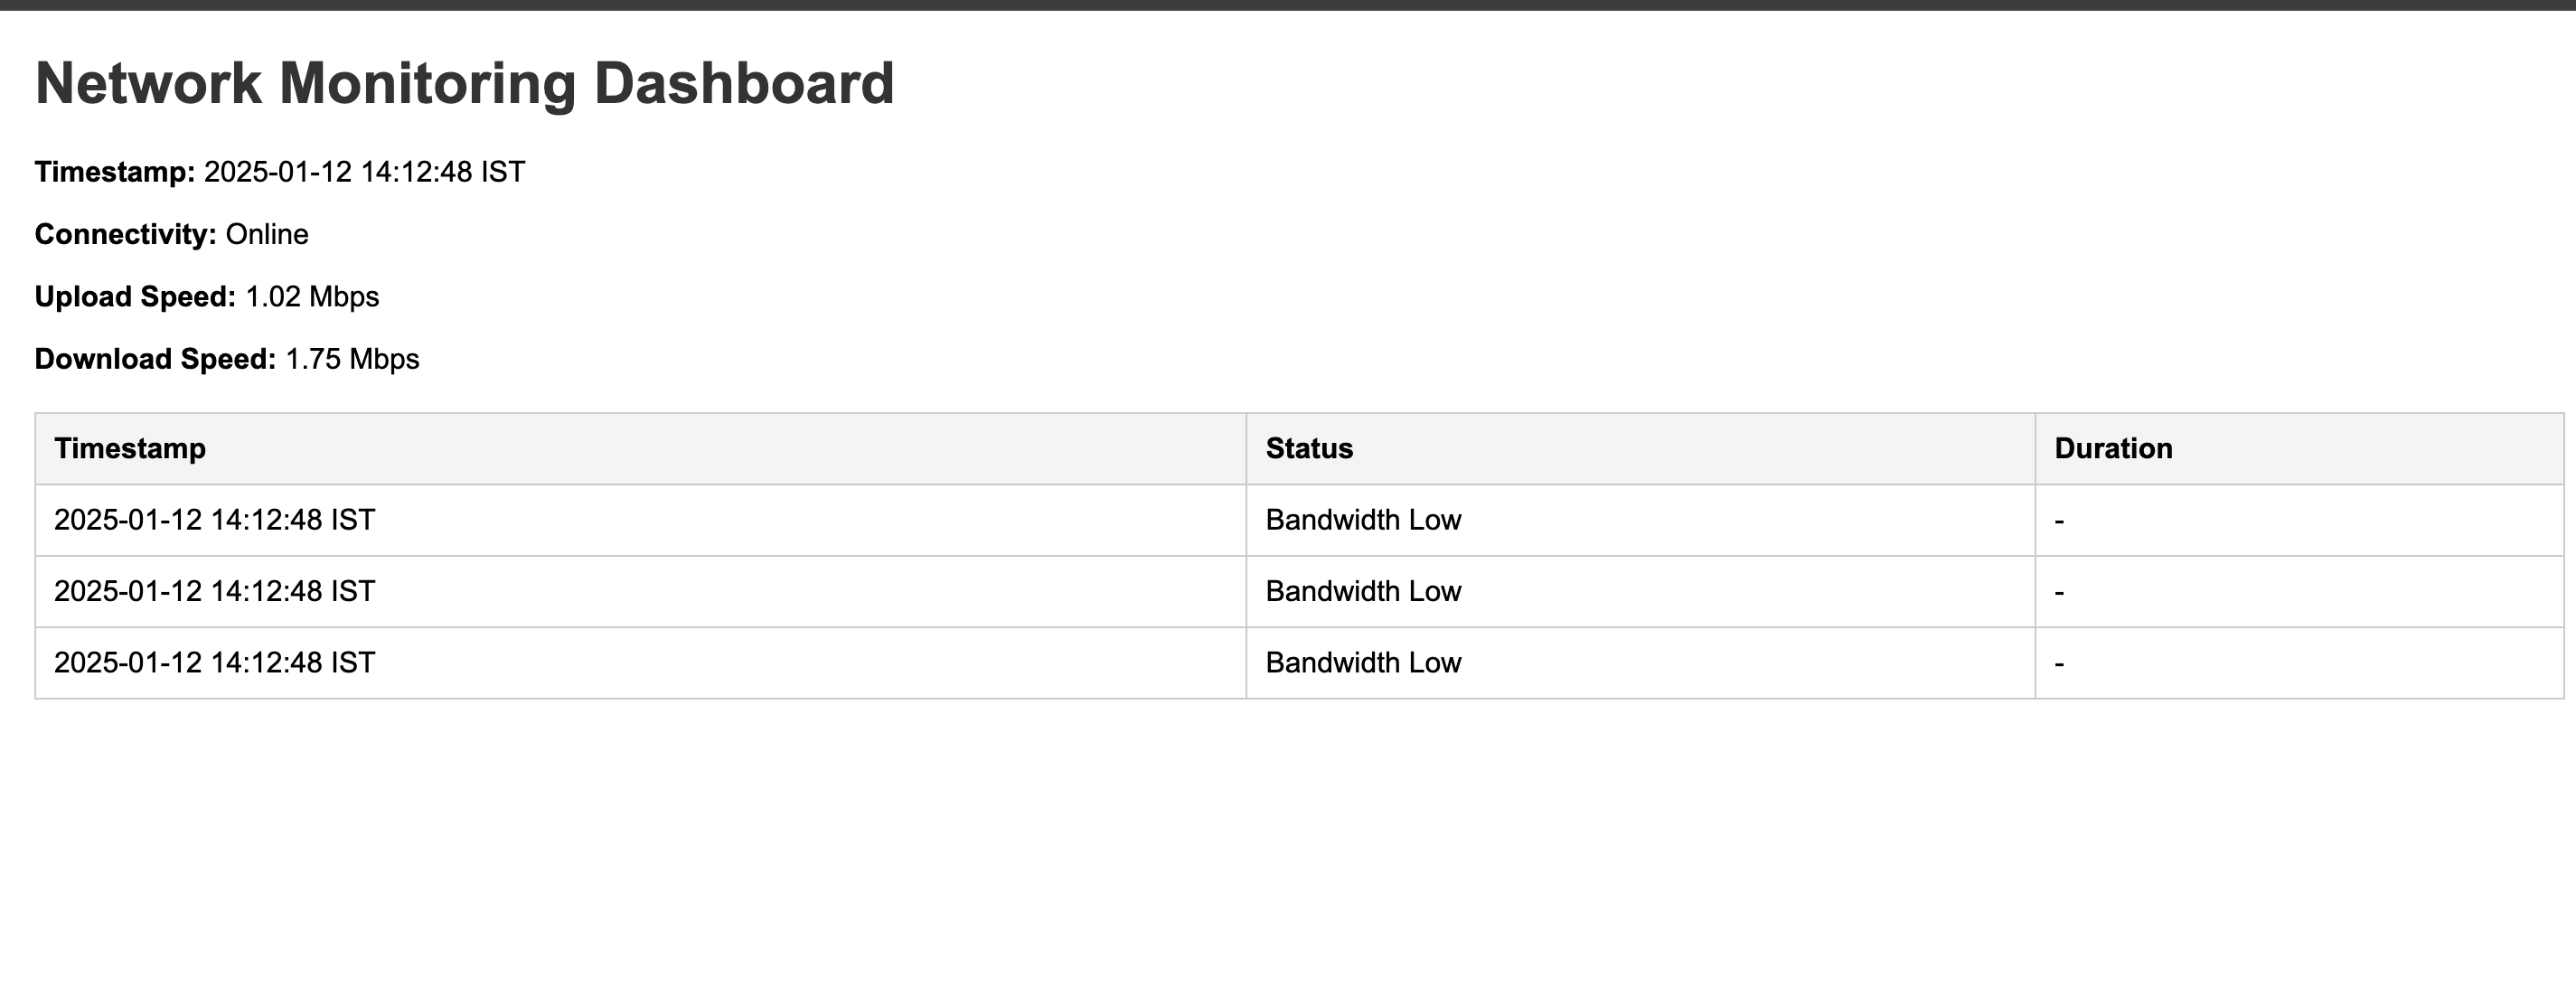 Network Monitoring Dashboard
Timestamp: 2025-01-12 14:12:48 IST
Connectivity: Online
Upload Speed: 1.02 Mbps
Download Speed: 1.75 Mbps
Timestamp Status Duration
2025-01-12 14:12:48 IST Bandwidth Low -
2025-01-12 14:12:48 IST Bandwidth Low -
2025-01-12 14:12:48 IST Bandwidth Low -